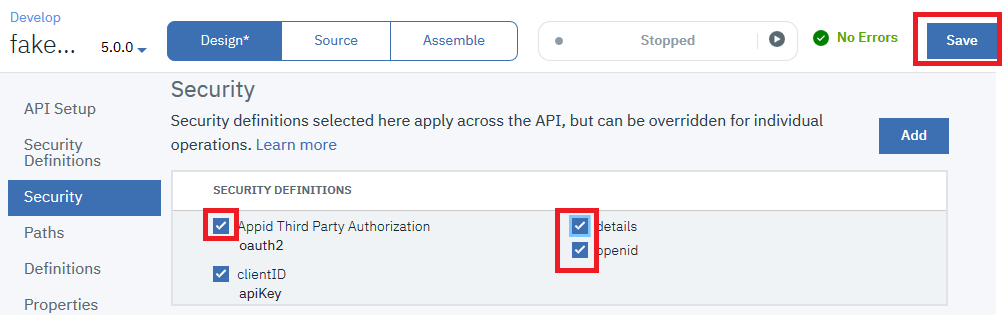 Develop
fake... 5.0.0
Design* Source Assemble
Stopped
No Errors
Save
API Setup
Security
Definitions
Security
Paths
Definitions
Properties
Security
Security definitions selected here apply across the API, but can be overridden for individual
operations. Learn more
Add
SECURITY DEFINITIONS
Appid Third Party Authorization
oauth2
clientID
apiKey
details
openid